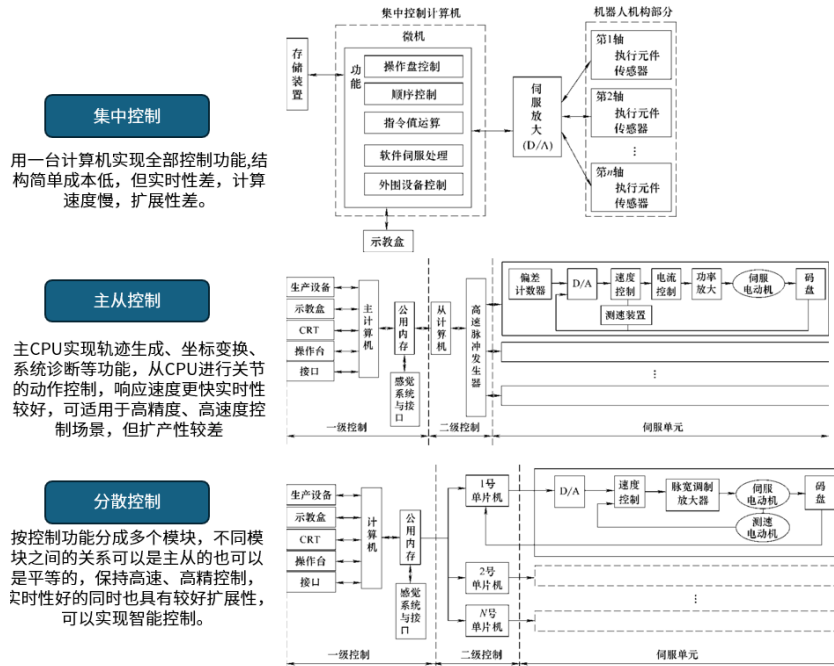 集中控制
用一台计算机实现全部控制功能,结
构简单成本低，但实时性差，计算
速度慢，扩展性差。
集中控制计算机
机器人机构部分
微机
存储装置
功能
操作盘控制
顺序控制
指令值运算
软件伺服处理
外围设备控制
示教盒
伺服放大
(D/A)
第1轴
执行元件
传感器
第2轴
执行元件
传感器
⋮
第n轴
执行元件
传感器
主从控制
主CPU实现轨迹生成、坐标变换、
系统诊断等功能，从CPU进行关节
的动作控制，响应速度更快实时性
较好，可适用于高精度、高速度控
制场景，但扩产性较差
生产设备
示教盒
CRT
操作台
接口
主计算机
公用内存
感觉
系统
与接
口
从计算机
高速脉冲发生器
偏差
计数器
D/A
速度
控制
电流
控制
功率
放大
伺服
电动机
码
盘
测速装置
⋮
一级控制
二级控制
伺服单元
分散控制
按控制功能分成多个模块，不同模
块之间的关系可以是主从的也可以
是平等的，保持高速、高精控制，
实时性好的同时也具有较好扩展性，
可以实现智能控制。
生产设备
示教盒
CRT
操作台
接口
计算机
公用内存
感觉
系统
与接
口
1号
单片机
2号
单片机
N号
单片机
D/A
速度
控制
脉宽调制
放大器
伺服
电动机
码
盘
测速
电动机
⋮
一级控制
二级控制
伺服单元